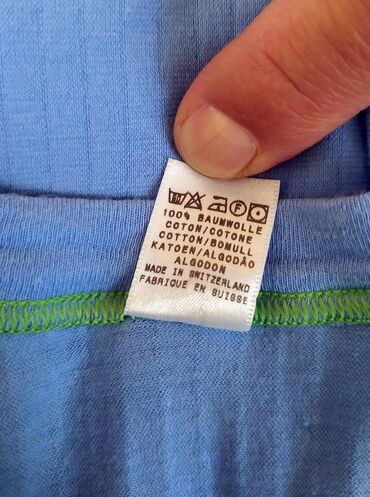 100% BAUMWOLLE
COTON/COTONE
COTTON/BOMULL
KATOEN/ALGODÃO
ALGODON
MADE IN SWITZERLAND
FABRIQUE EN SUISSE